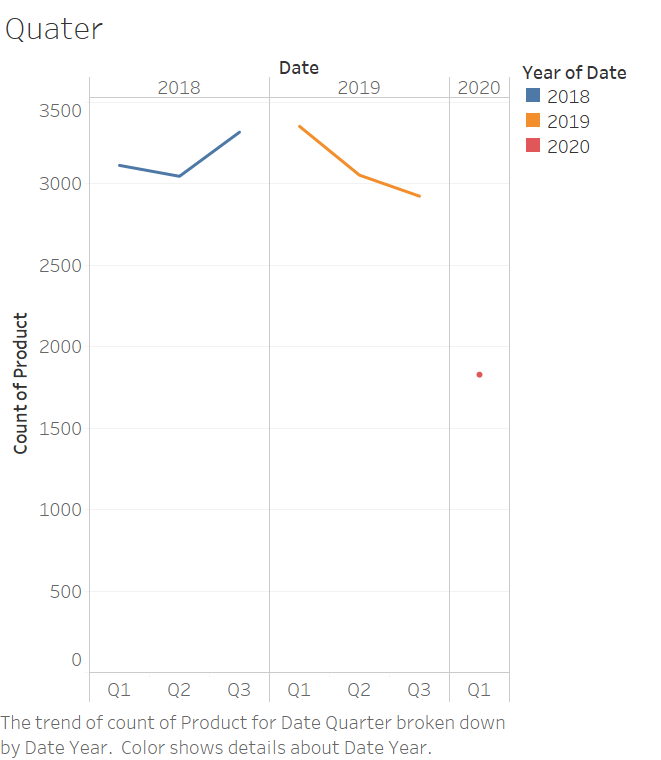 Quater
Date
Year of Date
2018 2019 2020
2018
2019
2020
3500
3000
2500
2000
1500
1000
500
0
Count of Product
Q1 Q2 Q3 Q1 Q2 Q3 Q1
The trend of count of Product for Date Quarter broken down
by Date Year. Color shows details about Date Year.